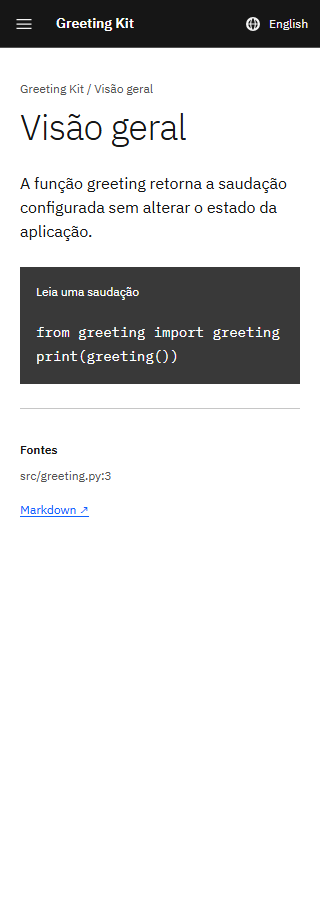 Greeting Kit
English
Greeting Kit / Visão geral
Visão geral
A função greeting retorna a saudação
configurada sem alterar o estado da
aplicação.
Leia uma saudação
from greeting import greeting
print(greeting())
Fontes
src/greeting.py:3
Markdown ↗